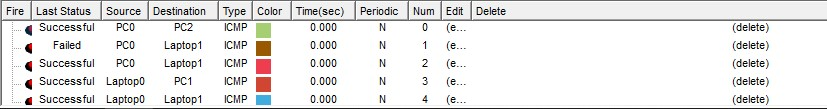 Fire Last Status Source Destination Type Color Time(sec) Periodic Num Edit Delete
Successful PC0 PC2 ICMP 0.000 N 0 (e... (delete)
Failed PC0 Laptop1 ICMP 0.000 N 1 (e... (delete)
Successful PC0 Laptop1 ICMP 0.000 N 2 (e... (delete)
Successful Laptop0 PC1 ICMP 0.000 N 3 (e... (delete)
Successful Laptop0 Laptop1 ICMP 0.000 N 4 (e... (delete)